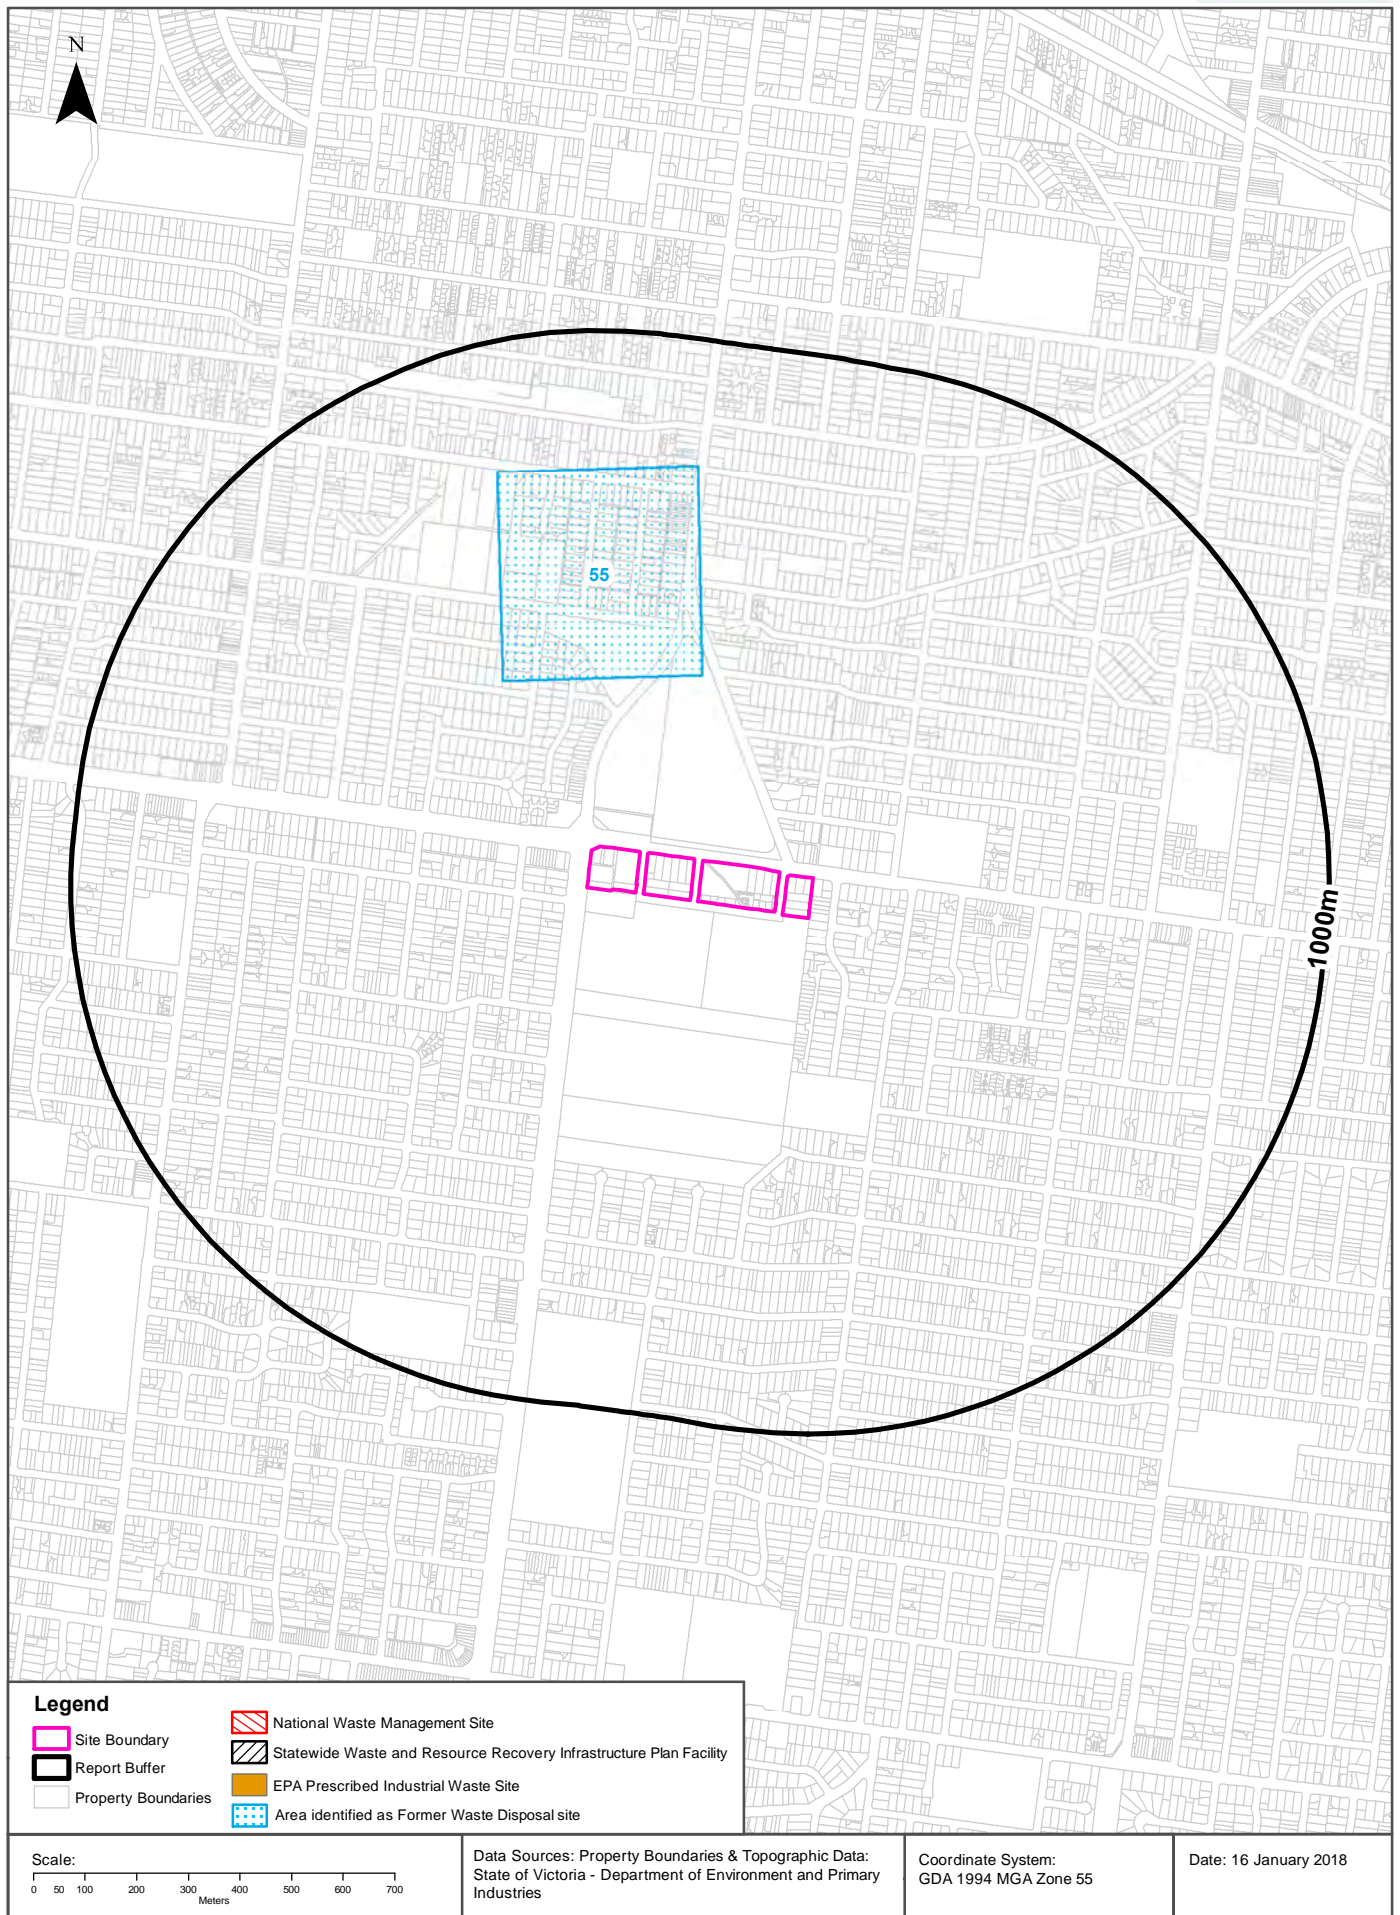 N
55
1000m
Legend
Site Boundary
Report Buffer
Property Boundaries
National Waste Management Site
Statewide Waste and Resource Recovery Infrastructure Plan Facility
EPA Prescribed Industrial Waste Site
Area identified as Former Waste Disposal site
Scale:
0 50 100 200 300 400 500 600 700
Meters
Data Sources: Property Boundaries & Topographic Data:
State of Victoria - Department of Environment and Primary
Industries
Coordinate System:
GDA 1994 MGA Zone 55
Date: 16 January 2018